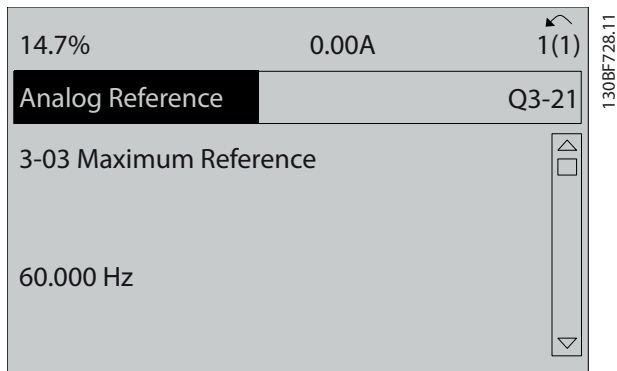 14.7% 0.00A 1(1)
Analog Reference Q3-21
3-03 Maximum Reference
60.000 Hz
130BF728.11